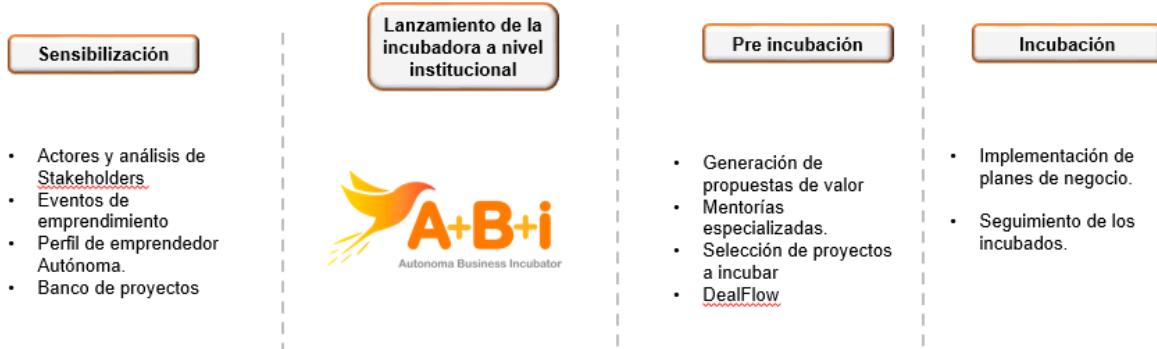 Sensibilización
• Actores y análisis de
Stakeholders
• Eventos de
emprendimiento
• Perfil de emprendedor
Autónoma.
• Banco de proyectos
Lanzamiento de la
incubadora a nivel
institucional
A+B+i
Autonoma Business Incubator
Pre incubación
• Generación de
propuestas de valor
• Mentorías
especializadas.
• Selección de proyectos
a incubar
• DealFlow
Incubación
• Implementación de
planes de negocio.
• Seguimiento de los
incubados.